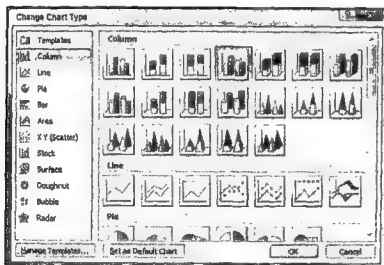 Change Chart Type
Templates
Column
Line
Pie
Bar
Area
X Y (Scatter)
Stock
Surface
Doughnut
Bubble
Radar
Column
Line
Pie
Manage Templates...
Set as Default Chart
OK
Cancel